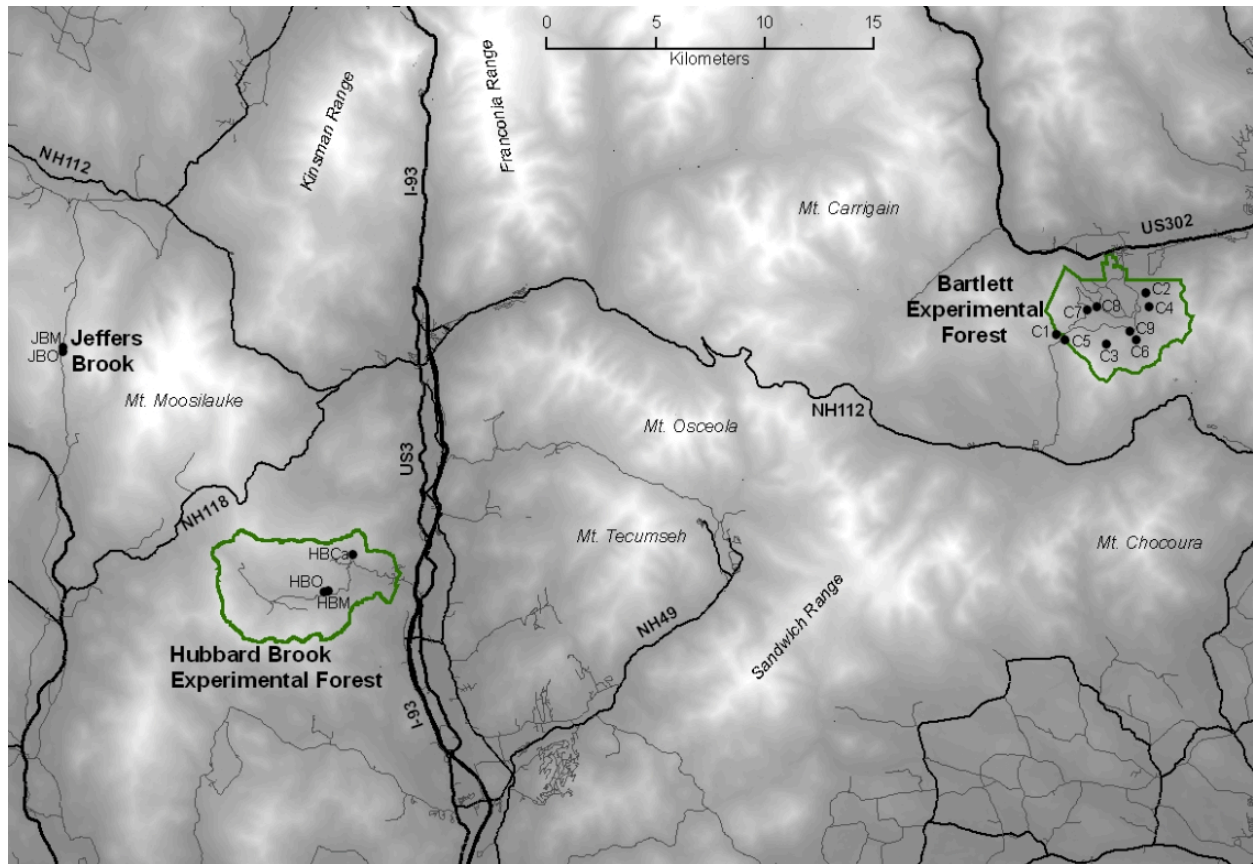 0 5 10 15
Kilometers
Kinsman Range
Franconia Range
I-93
NH112
Mt. Carrigain
US302
Bartlett
Experimental
Forest
C2
C4
C7
C8
C9
C1
C5
C3
C6
JBM
JBO
Jeffers
Brook
Mt. Moosilauke
NH112
Mt. Osceola
US3
NH118
Mt. Tecumseh
Mt. Chocoura
HBCa
HBO
HBM
Hubbard Brook
Experimental Forest
NH49
Sandwich Range
I-93